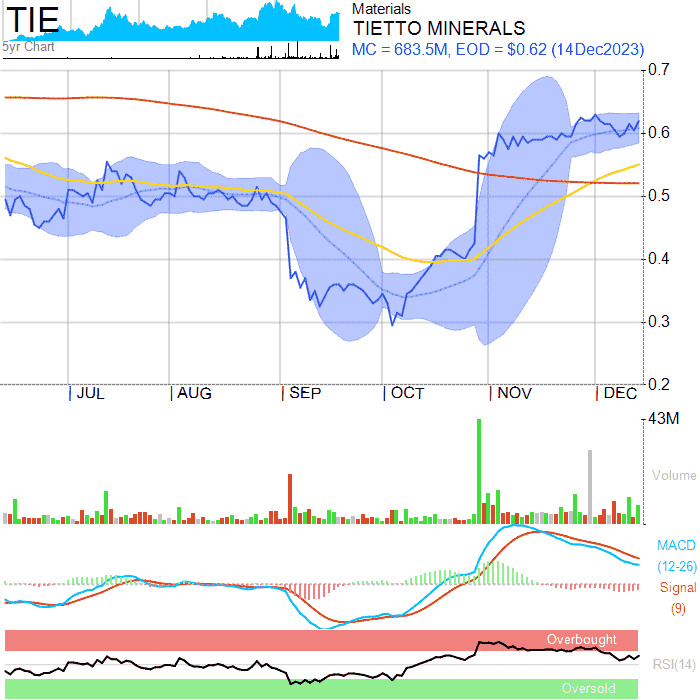 TIE
5yr Chart
Materials
TIETTO MINERALS
MC = 683.5M, EOD = $0.62 (14Dec2023)
0.7
0.6
0.5
0.4
0.3
0.2
JUL
AUG
SEP
OCT
NOV
DEC
43M
Volume
MACD
(12-26)
Signal
(9)
Overbought
RSI(14)
Oversold